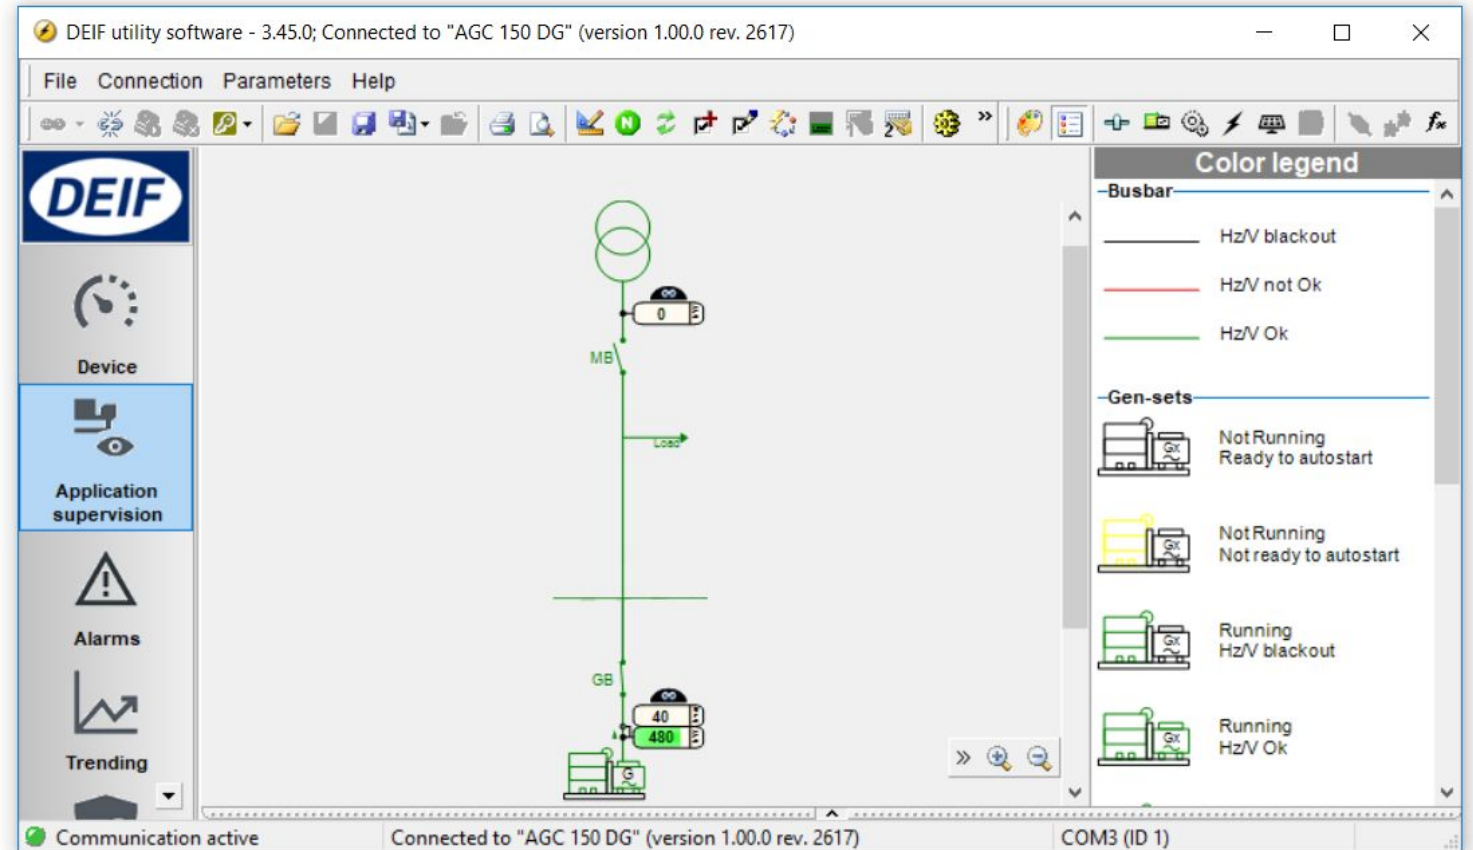 DEIF utility software - 3.45.0; Connected to "AGC 150 DG" (version 1.00.0 rev. 2617)
File Connection Parameters Help
DEIF
Device
Application
supervision
Alarms
Trending
0
MB
Load
GB
40
480
G
Color legend
Busbar
Hz/V blackout
Hz/V not Ok
Hz/V Ok
Gen-sets
Gx
Not Running
Ready to autostart
Gx
Not Running
Not ready to autostart
Gx
Running
Hz/V blackout
Gx
Running
Hz/V Ok
Communication active
Connected to "AGC 150 DG" (version 1.00.0 rev. 2617)
COM3 (ID 1)